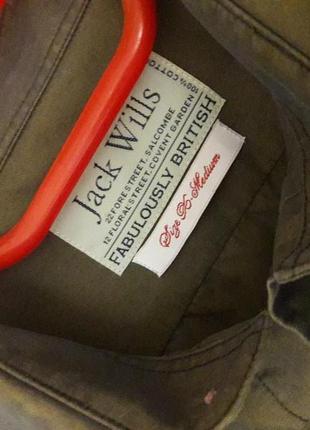 100% COTTON
Jack Wills
22 FORE STREET, SALCOMBE
12 FLORAL STREET, COVENT GARDEN
FABULOUSLY BRITISH
Size Medium